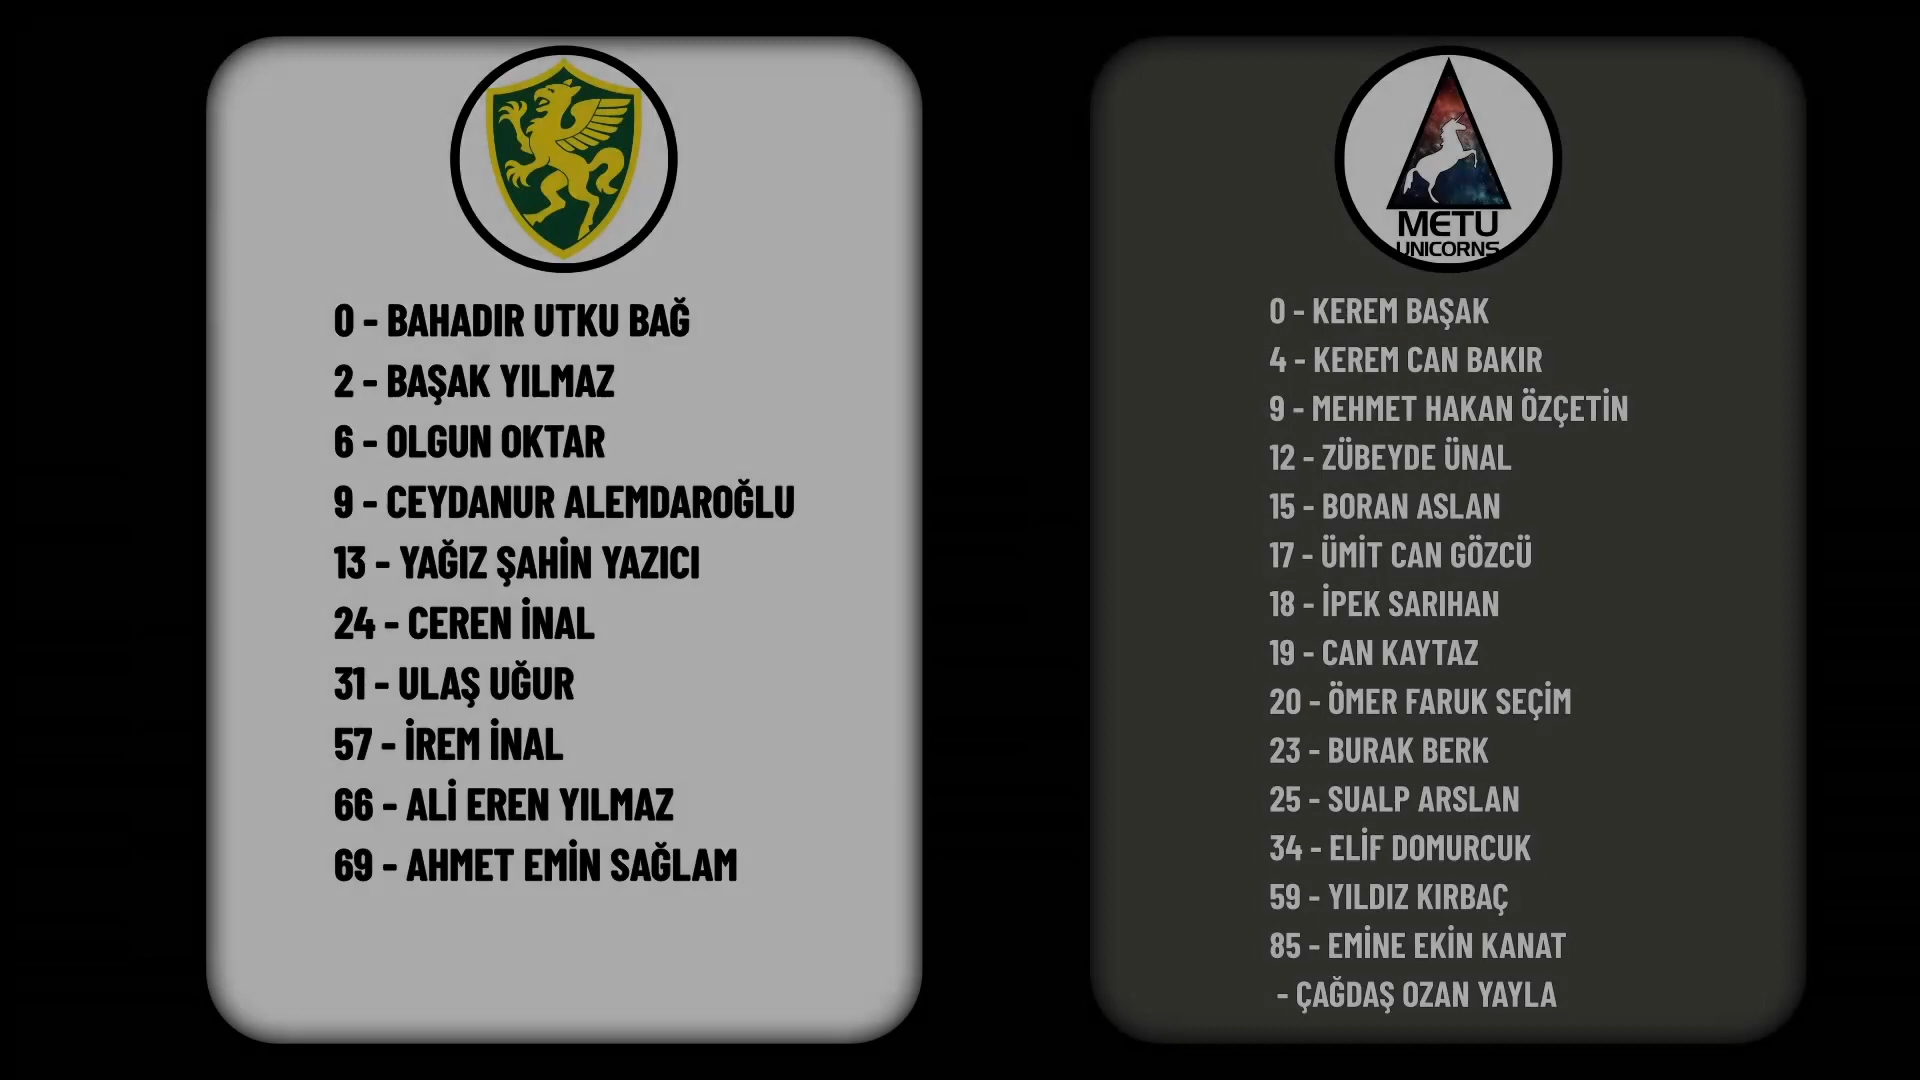 0 - BAHADIR UTKU BAĞ
2 - BAŞAK YILMAZ
6 - OLGUN OKTAR
9 - CEYDANUR ALEMDAROĞLU
13 - YAĞIZ ŞAHİN YAZICI
24 - CEREN İNAL
31 - ULAŞ UĞUR
57 - İREM İNAL
66 - ALİ EREN YILMAZ
69 - AHMET EMİN SAĞLAM
METU
UNICORNS
0 - KEREM BAŞAK
4 - KEREM CAN BAKIR
9 - MEHMET HAKAN ÖZÇETİN
12 - ZÜBEYDE ÜNAL
15 - BORAN ASLAN
17 - ÜMİT CAN GÖZCÜ
18 - İPEK SARIHAN
19 - CAN KAYTAZ
20 - ÖMER FARUK SEÇİM
23 - BURAK BERK
25 - SUALP ARSLAN
34 - ELİF DOMURCUK
59 - YILDIZ KIRBAÇ
85 - EMİNE EKİN KANAT
- ÇAĞDAŞ OZAN YAYLA